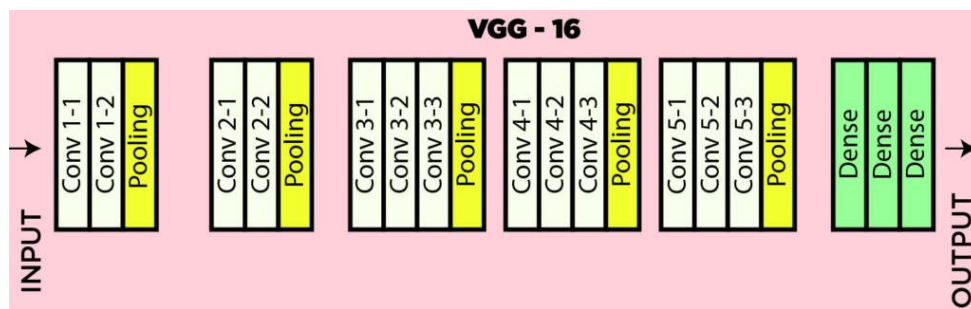 VGG - 16
INPUT
Conv 1-1
Conv 1-2
Pooling
Conv 2-1
Conv 2-2
Pooling
Conv 3-1
Conv 3-2
Conv 3-3
Pooling
Conv 4-1
Conv 4-2
Conv 4-3
Pooling
Conv 5-1
Conv 5-2
Conv 5-3
Pooling
Dense
Dense
Dense
OUTPUT